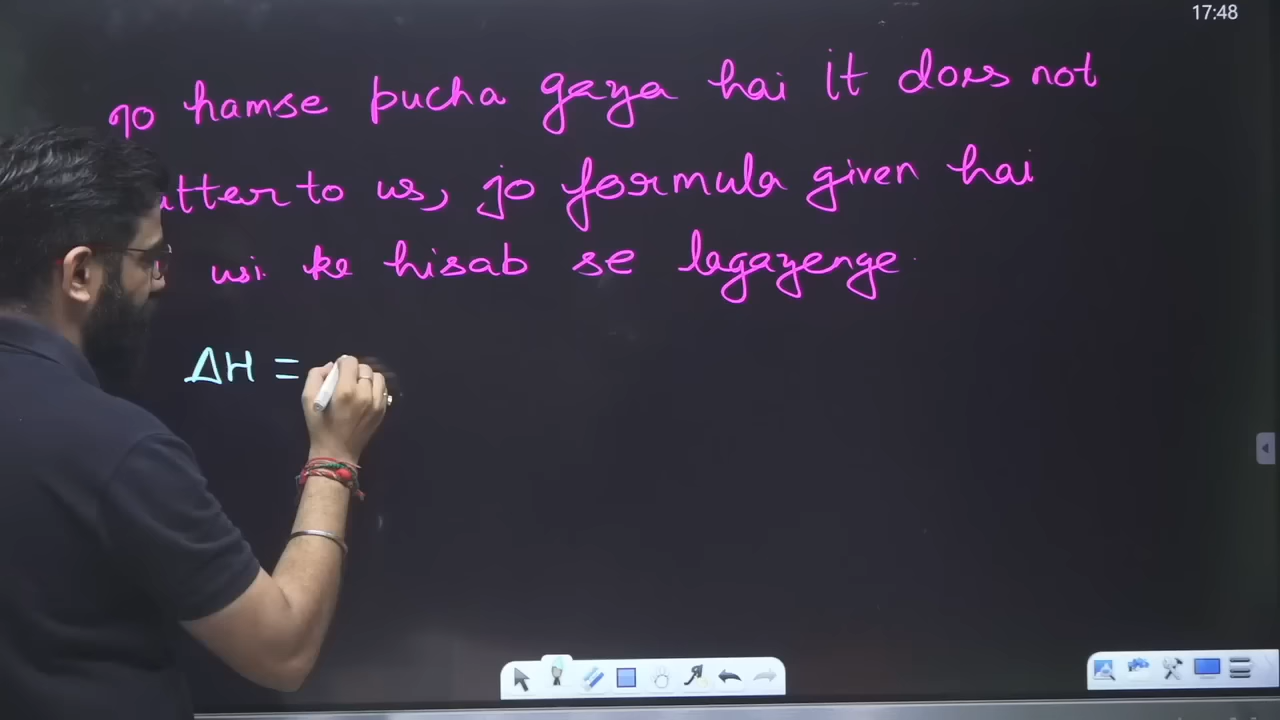 17:48
jo hamse pucha gaya hai it does not
matter to us, jo formula given hai
usi ke hisab se lagayenge
ΔH =